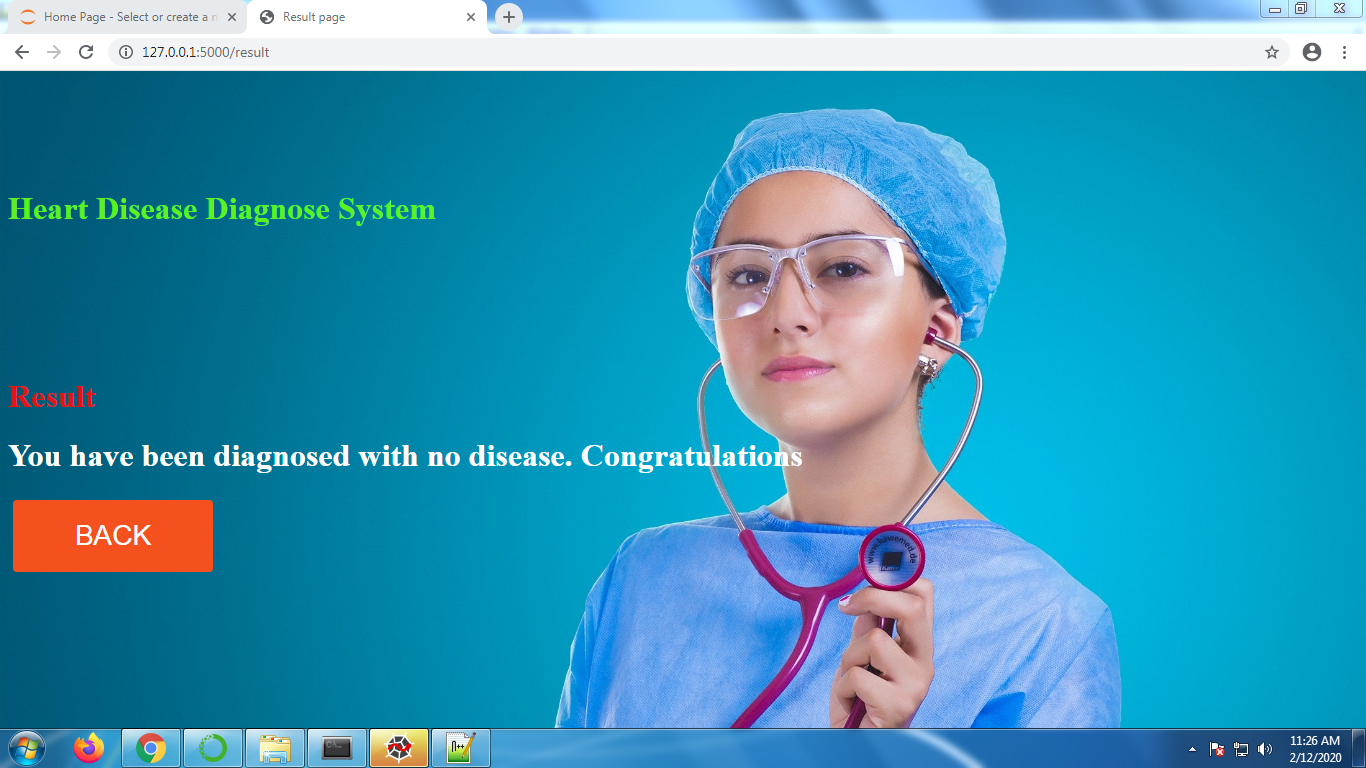 Home Page - Select or create a n
Result page
127.0.0.1:5000/result
Heart Disease Diagnose System
Result
You have been diagnosed with no disease. Congratulations
BACK
www.kawemed.de
11:26 AM
2/12/2020